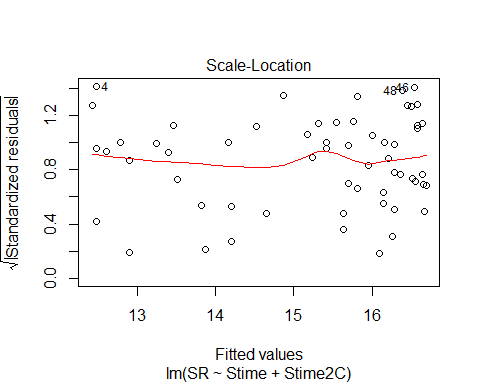 Scale-Location
√|Standardized residuals|
1.2
0.8
0.4
0.0
4
48
46
13
14
15
16
Fitted values
lm(SR ~ Stime + Stime2C)